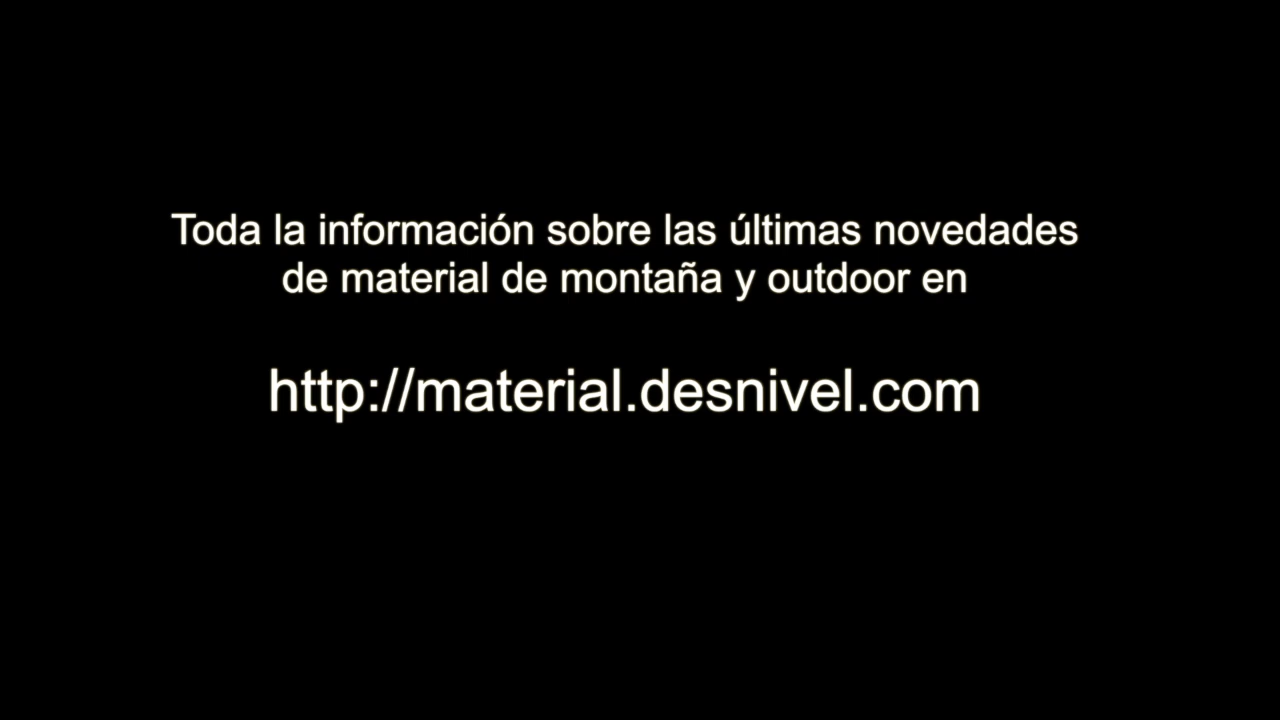 Toda la información sobre las últimas novedades
de material de montaña y outdoor en
http://material.desnivel.com